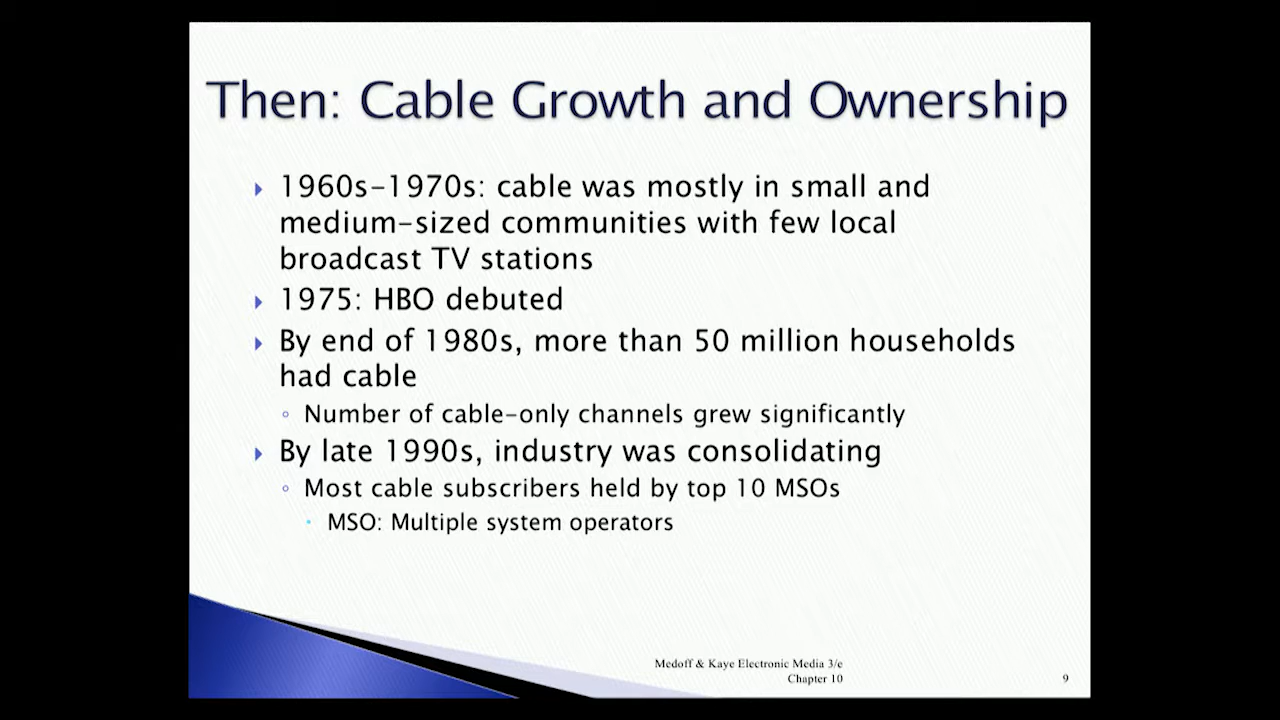 Then: Cable Growth and Ownership
1960s-1970s: cable was mostly in small and
medium-sized communities with few local
broadcast TV stations
1975: HBO debuted
By end of 1980s, more than 50 million households
had cable
Number of cable-only channels grew significantly
By late 1990s, industry was consolidating
Most cable subscribers held by top 10 MSOs
MSO: Multiple system operators
Medoff & Kaye Electronic Media 3/e
Chapter 10
9